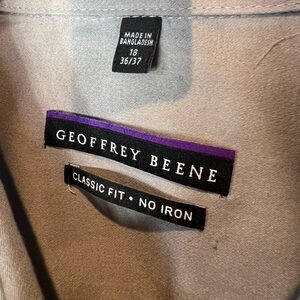 MADE IN
BANGLADESH
18
36/37
GEOFFREY BEENE
CLASSIC FIT • NO IRON